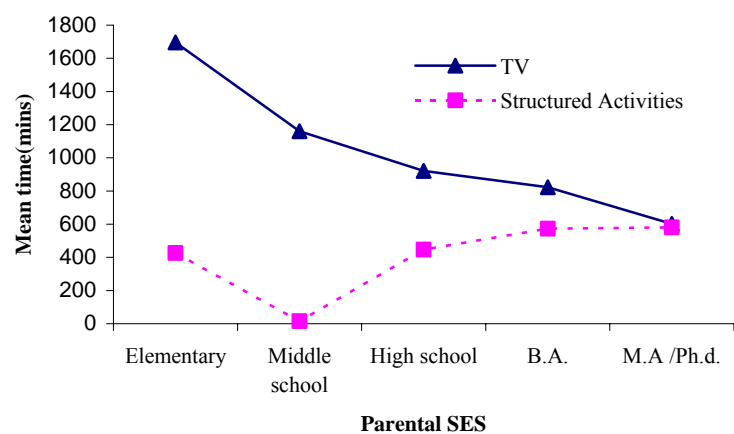 Mean time(mins)
1800
1600
1400
1200
1000
800
600
400
200
0
TV
Structured Activities
Elementary
Middle
school
High school
B.A.
M.A /Ph.d.
Parental SES